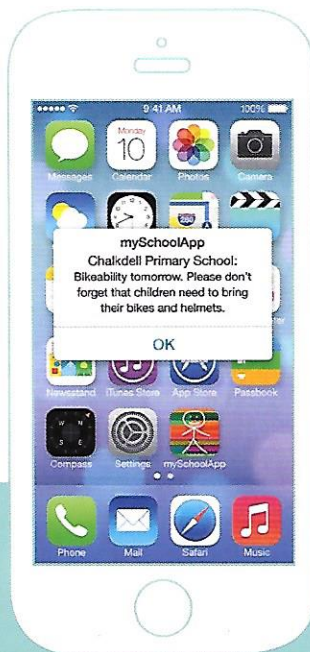 9:41 AM
100%
Monday
10
Messages
Calendar
Photos
Camera
280
mySchoolApp
Chalkdell Primary School:
Bikeability tomorrow. Please don't
forget that children need to bring
their bikes and helmets.
OK
Newsstand
iTunes Store
App Store
Passbook
W N
S E
Compass
Settings
mySchoolApp
Phone
Mail
Safari
Music